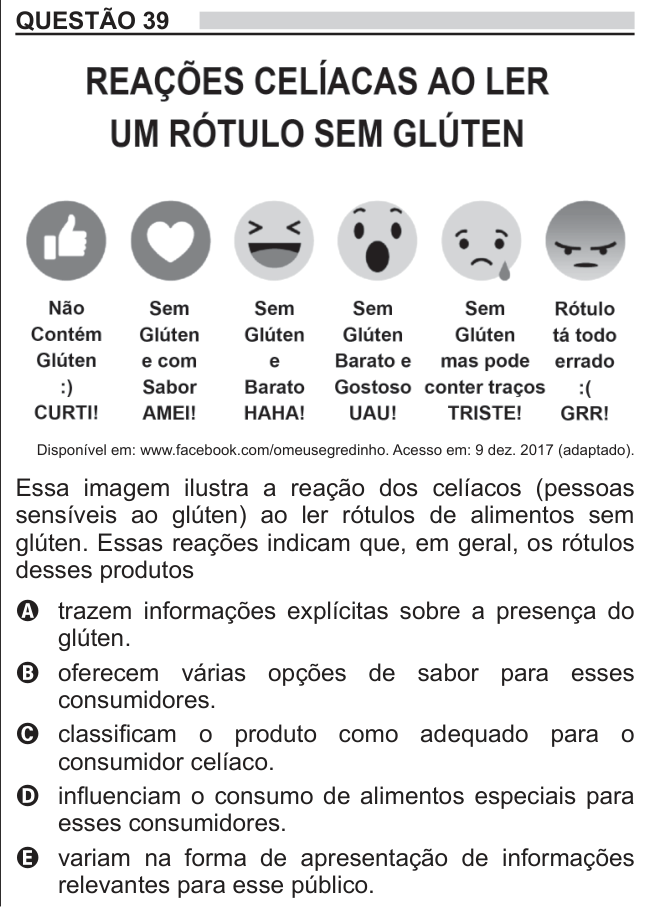 QUESTÃO 39
REAÇÕES CELÍACAS AO LER
UM RÓTULO SEM GLÚTEN
Não Contém Glúten :) CURTI!
Sem Glúten e com Sabor AMEI!
Sem Glúten e Barato HAHA!
Sem Glúten Barato e Gostoso UAU!
Sem Glúten mas pode conter traços TRISTE!
Rótulo tá todo errado :( GRR!
Disponível em: www.facebook.com/omeusegredinho. Acesso em: 9 dez. 2017 (adaptado).
Essa imagem ilustra a reação dos celíacos (pessoas
sensíveis ao glúten) ao ler rótulos de alimentos sem
glúten. Essas reações indicam que, em geral, os rótulos
desses produtos
A trazem informações explícitas sobre a presença do
glúten.
B oferecem várias opções de sabor para esses
consumidores.
C classificam o produto como adequado para o
consumidor celíaco.
D influenciam o consumo de alimentos especiais para
esses consumidores.
E variam na forma de apresentação de informações
relevantes para esse público.